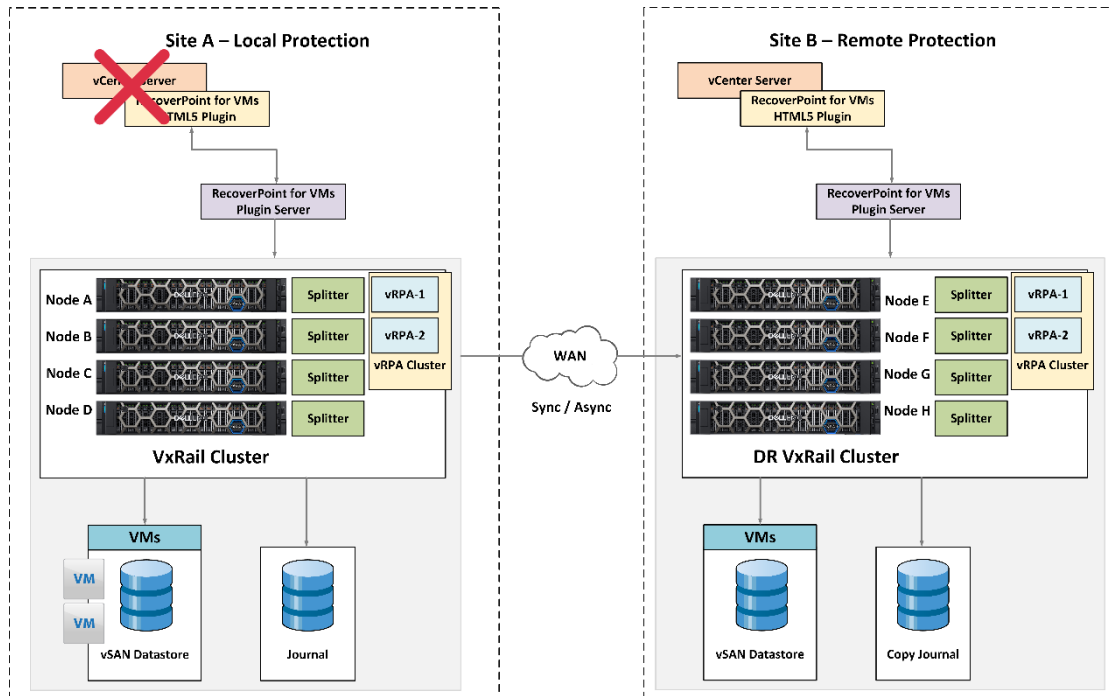 Site A – Local Protection
vCenter Server
RecoverPoint for VMs
HTML5 Plugin
RecoverPoint for VMs
Plugin Server
Node A
Splitter
vRPA-1
Node B
Splitter
vRPA-2
Node C
Splitter
vRPA Cluster
Node D
Splitter
VxRail Cluster
VMs
VM
VM
vSAN Datastore
Journal
WAN
Sync / Async
Site B – Remote Protection
vCenter Server
RecoverPoint for VMs
HTML5 Plugin
RecoverPoint for VMs
Plugin Server
Node E
Splitter
vRPA-1
Node F
Splitter
vRPA-2
Node G
Splitter
vRPA Cluster
Node H
Splitter
DR VxRail Cluster
VMs
vSAN Datastore
Copy Journal